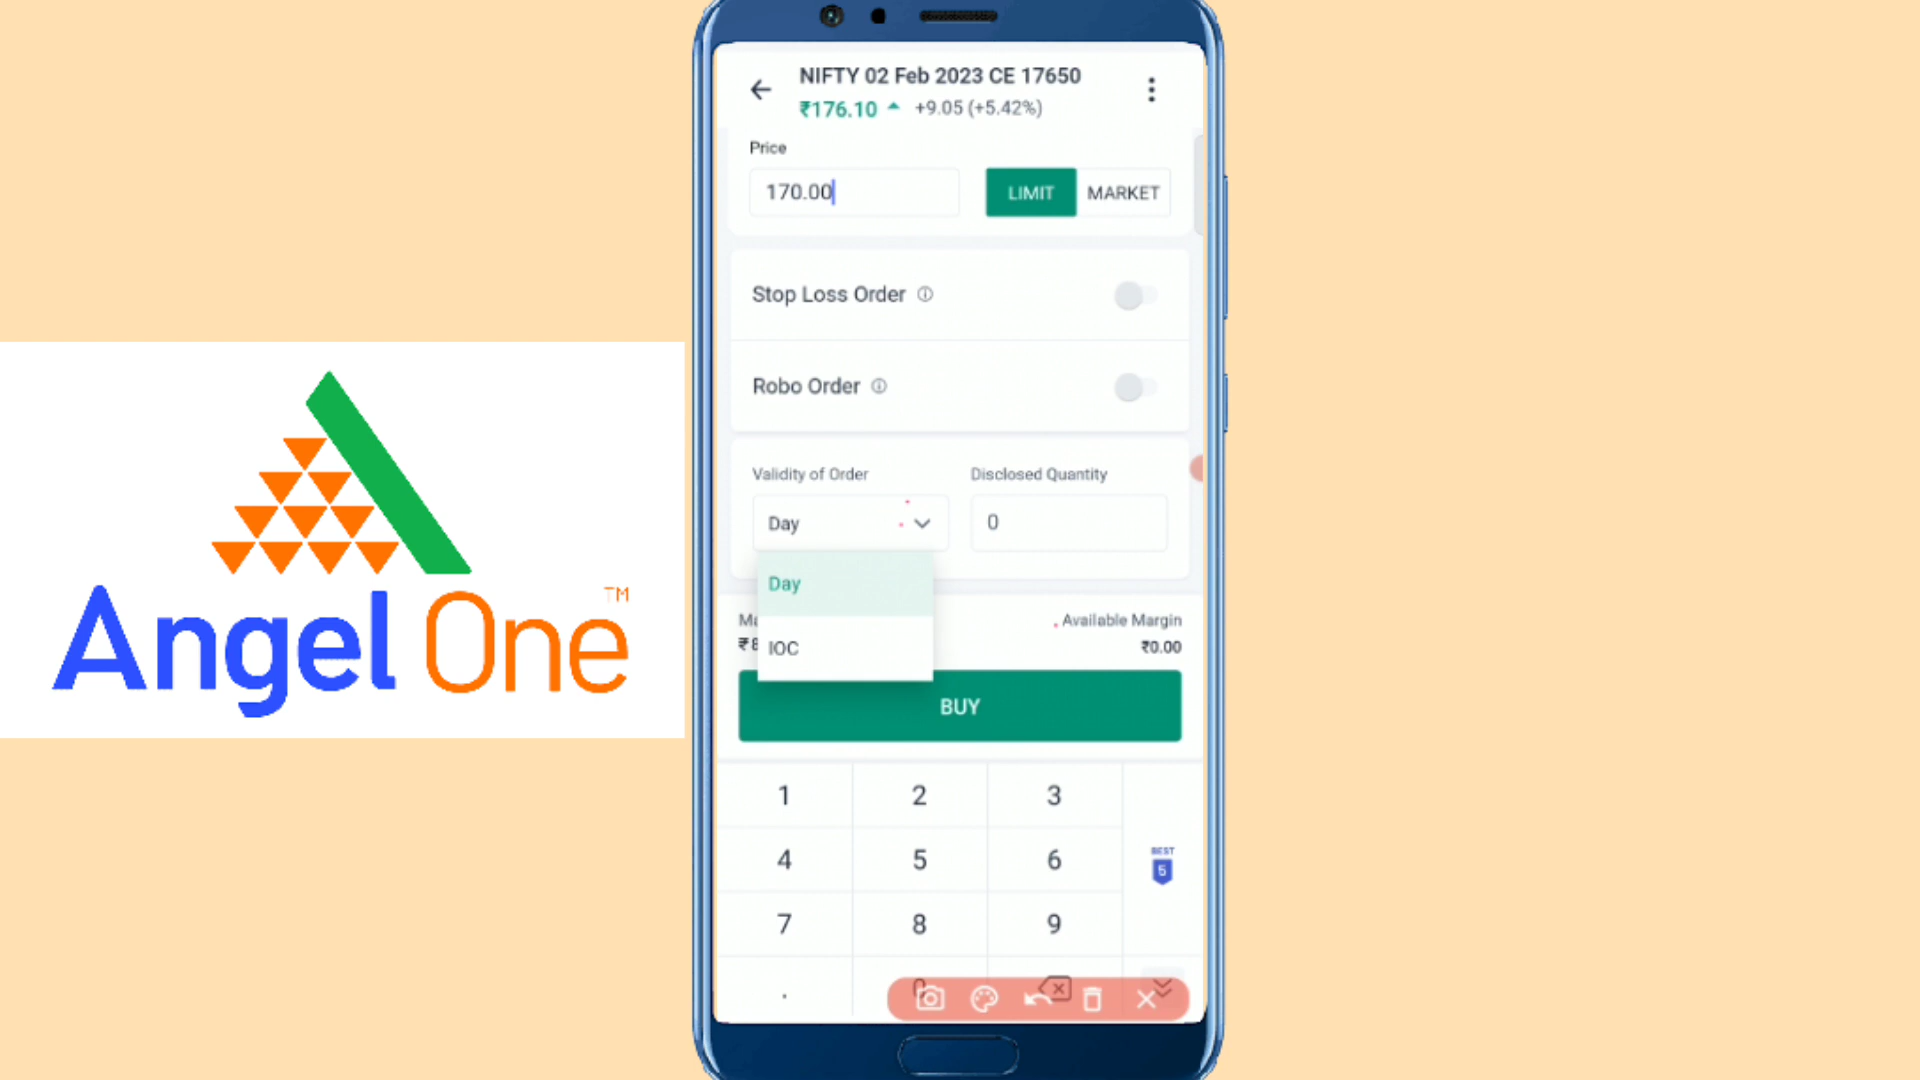 NIFTY 02 Feb 2023 CE 17650
₹176.10 +9.05 (+5.42%)
Price
170.00
LIMIT MARKET
Stop Loss Order
Robo Order
Validity of Order Disclosed Quantity
Day 0
Day
Available Margin
₹0.00
IOC
BUY
1 2 3
4 5 6
BEST
5
7 8 9
.
Angel One TM